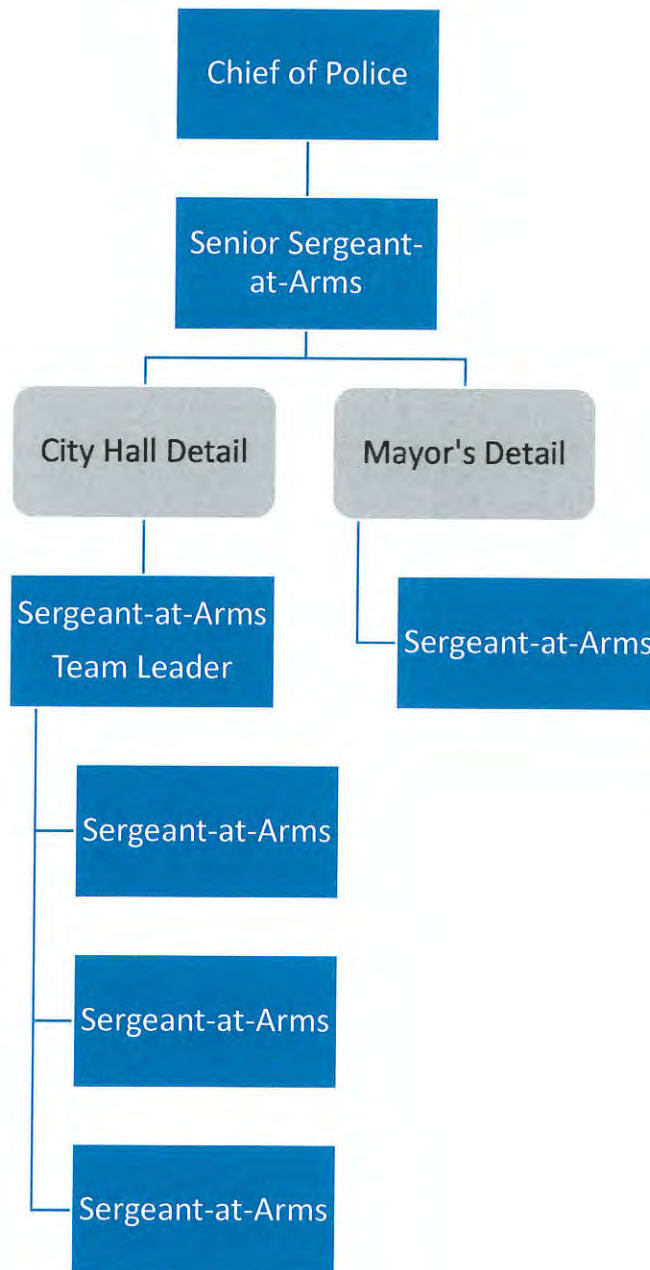 Chief of Police
Senior Sergeant-
at-Arms
City Hall Detail
Mayor's Detail
Sergeant-at-Arms
Team Leader
Sergeant-at-Arms
Sergeant-at-Arms
Sergeant-at-Arms
Sergeant-at-Arms